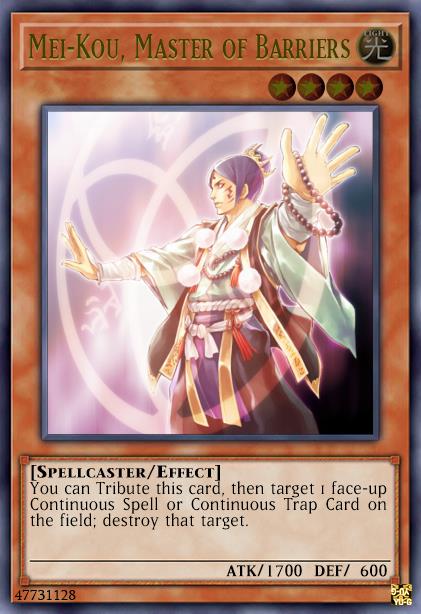 Mei-Kou, Master of Barriers
LIGHT
光
[Spellcaster/Effect]
You can Tribute this card, then target 1 face-up
Continuous Spell or Continuous Trap Card on
the field; destroy that target.
ATK/1700 DEF/ 600
47731128